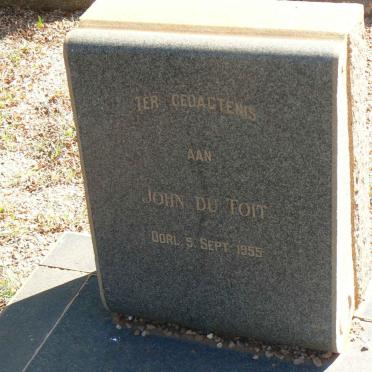 TER GEDAGTENIS
AAN
JOHN DU TOIT
OORL. 5. SEPT. 1955